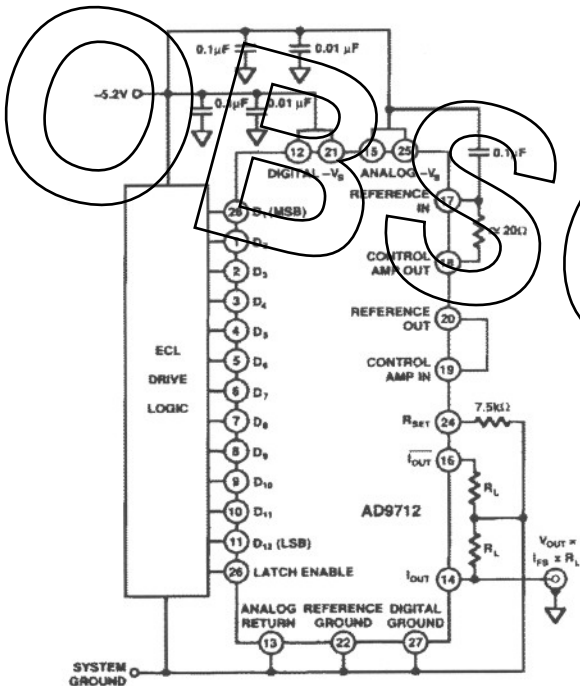 OBSO
0.1μF
0.01 μF
–5.2V
0.1μF
0.01 μF
12
21
15
25
DIGITAL –VS
ANALOG –VS
0.1μF
REFERENCE IN
17
≃ 20Ω
CONTROL AMP OUT
18
REFERENCE OUT
20
CONTROL AMP IN
19
RSET
24
7.5kΩ
IOUT
16
RL
AD9712
RL
IOUT
14
VOUT =
IFS x RL
ECL
DRIVE
LOGIC
28
D1 (MSB)
1
D2
2
D3
3
D4
4
D5
5
D6
6
D7
7
D8
8
D9
9
D10
10
D11
11
D12 (LSB)
26
LATCH ENABLE
ANALOG RETURN
REFERENCE GROUND
DIGITAL GROUND
13
22
27
SYSTEM
GROUND